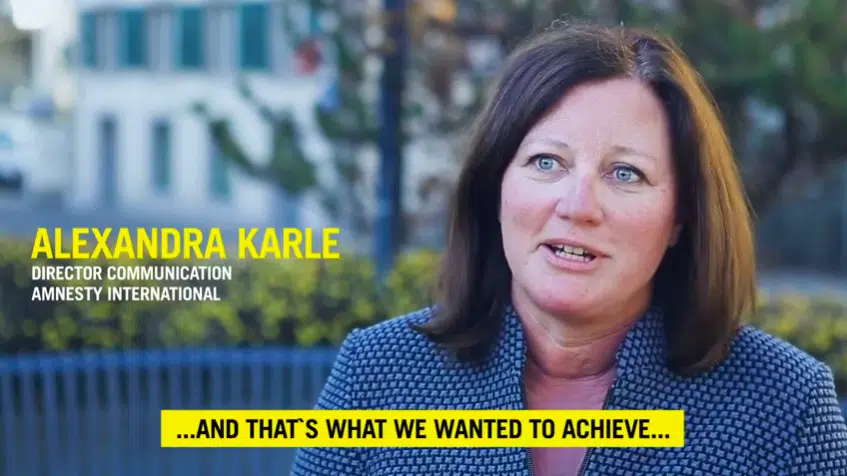 ALEXANDRA KARLE
DIRECTOR COMMUNICATION
AMNESTY INTERNATIONAL
...AND THAT`S WHAT WE WANTED TO ACHIEVE...